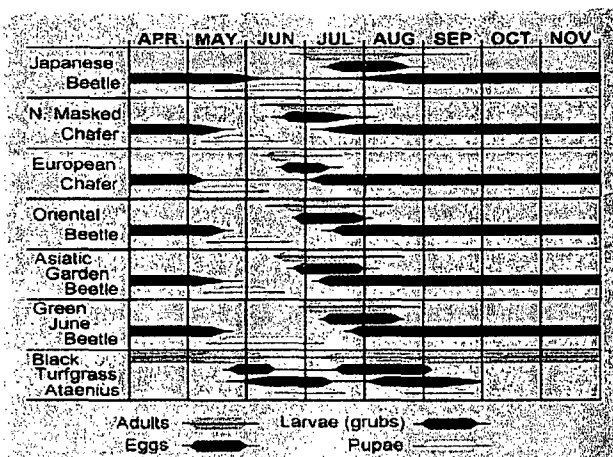 APR MAY JUN JUL AUG SEP OCT NOV
Japanese
Beetle
N. Masked
Chafer
European
Chafer
Oriental
Beetle
Asiatic
Garden
Beetle
Green
June
Beetle
Black
Turfgrass
Ataenius
Adults Larvae (grubs)
Eggs Pupae